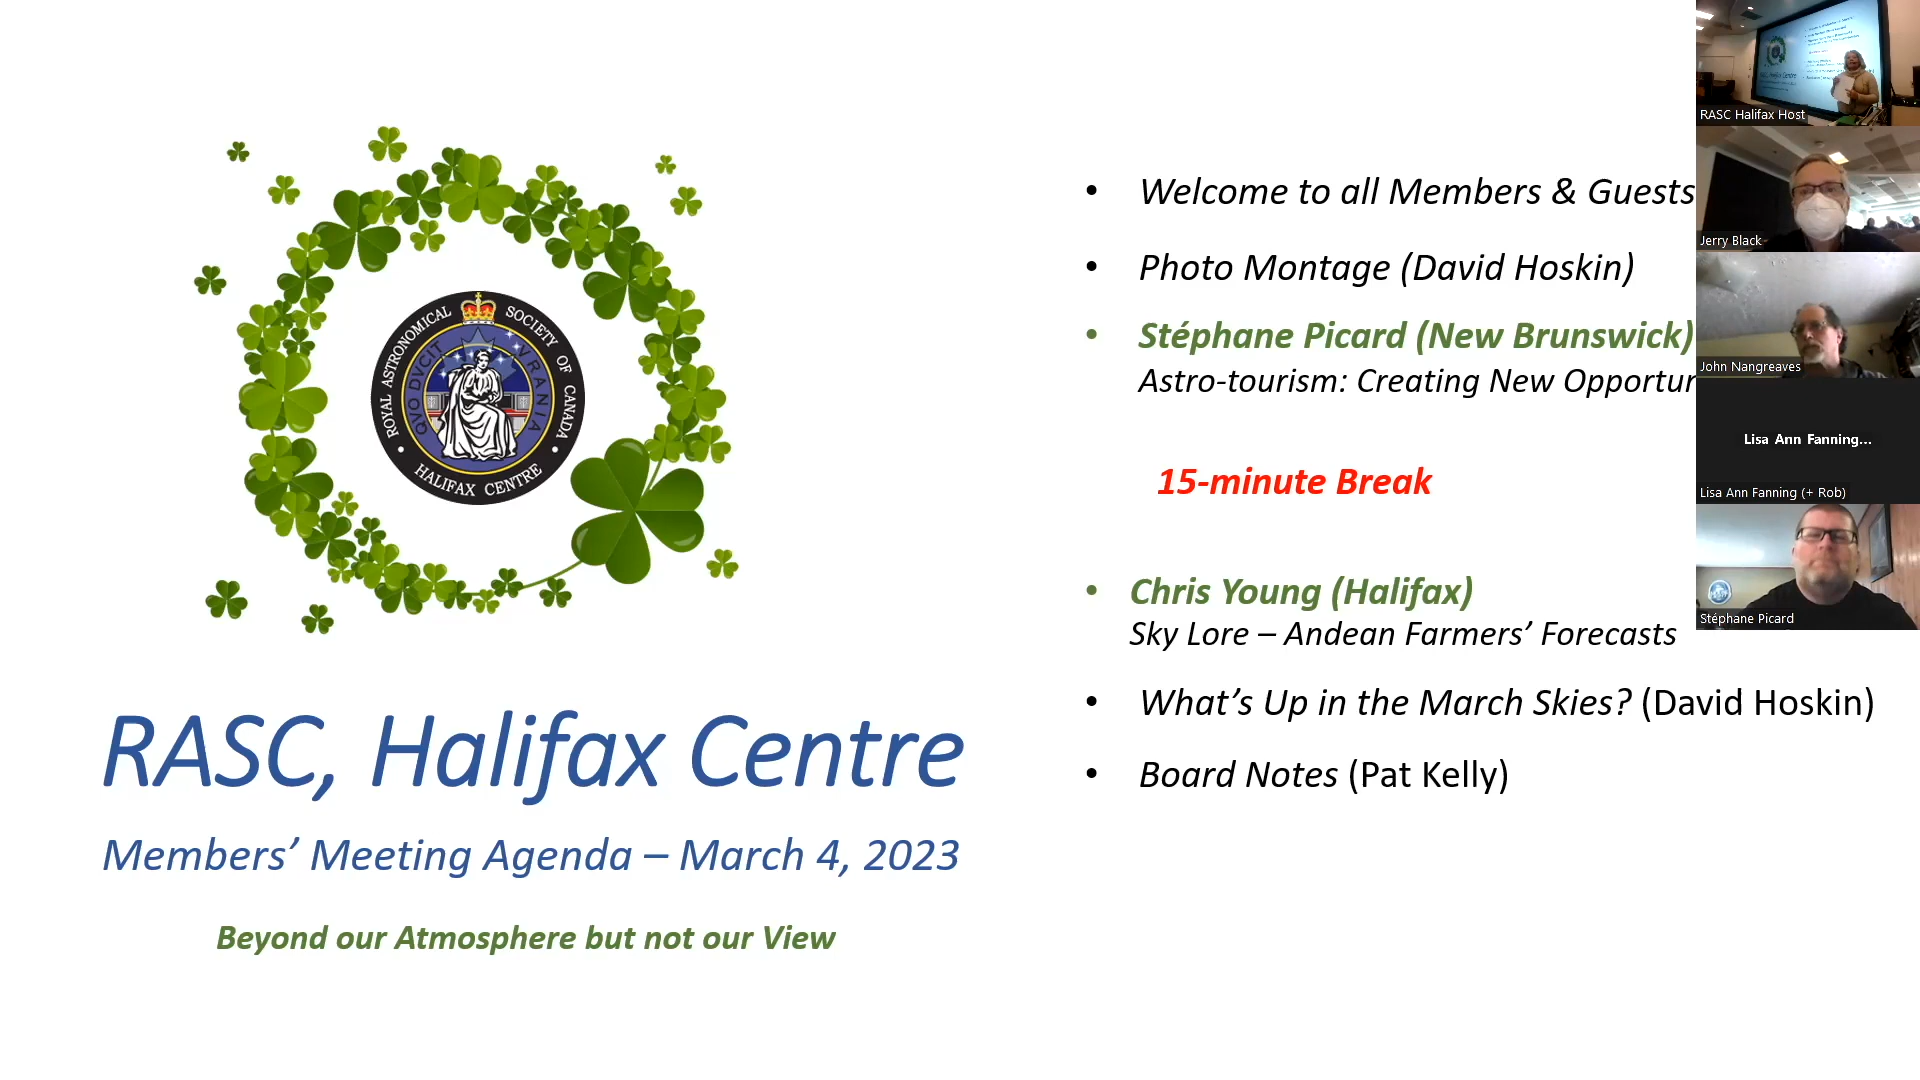 ROYAL ASTRONOMICAL SOCIETY OF CANADA
QVO DVCIT VRANIA
• HALIFAX CENTRE •
RASC, Halifax Centre
Members’ Meeting Agenda – March 4, 2023
Beyond our Atmosphere but not our View
• Welcome to all Members & Guests
• Photo Montage (David Hoskin)
• Stéphane Picard (New Brunswick)
Astro-tourism: Creating New Opportun
15-minute Break
• Chris Young (Halifax)
Sky Lore – Andean Farmers’ Forecasts
• What’s Up in the March Skies? (David Hoskin)
• Board Notes (Pat Kelly)
RASC Halifax Host
Jerry Black
John Nangreaves
Lisa Ann Fanning...
Lisa Ann Fanning (+ Rob)
Stéphane Picard